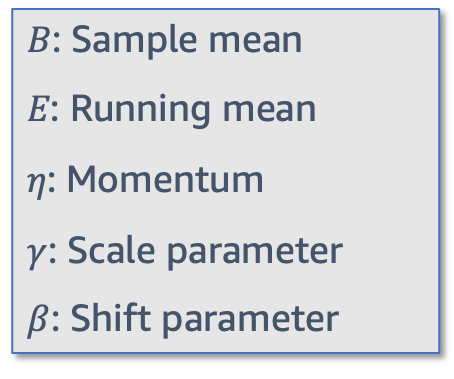 B: Sample mean
E: Running mean
η: Momentum
γ: Scale parameter
β: Shift parameter